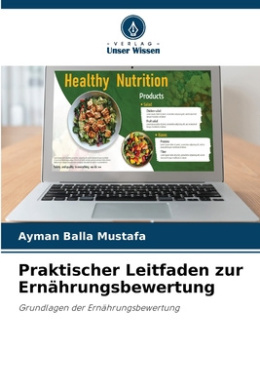 VERLAG
Unser Wissen
Healthy Nutrition
Products
Ayman Balla Mustafa
Praktischer Leitfaden zur
Ernährungsbewertung
Grundlagen der Ernährungsbewertung